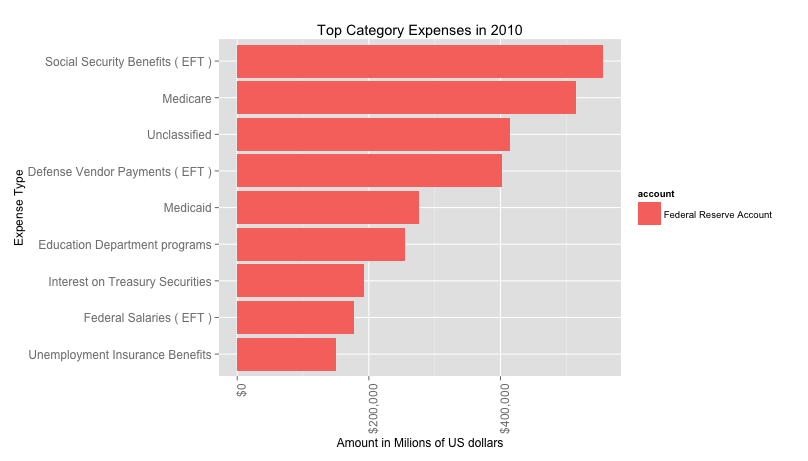 Top Category Expenses in 2010
Expense Type
Social Security Benefits ( EFT )
Medicare
Unclassified
Defense Vendor Payments ( EFT )
Medicaid
Education Department programs
Interest on Treasury Securities
Federal Salaries ( EFT )
Unemployment Insurance Benefits
$0
$200,000
$400,000
Amount in Milions of US dollars
account
Federal Reserve Account